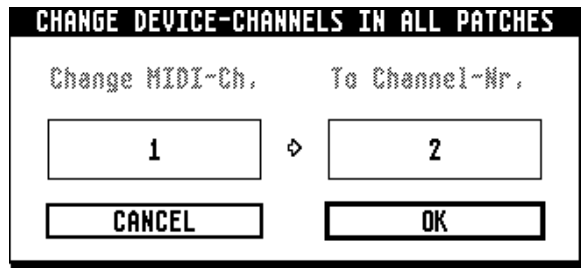 CHANGE DEVICE-CHANNELS IN ALL PATCHES
Change MIDI-Ch. To Channel-Nr.
1 ➩ 2
CANCEL OK